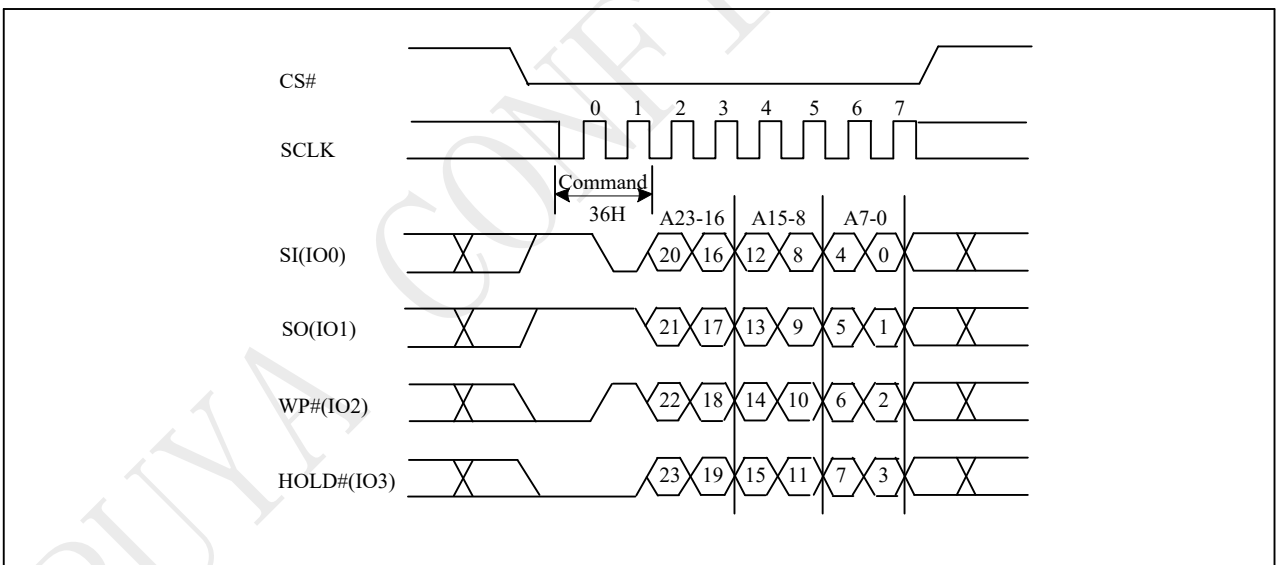 CS#
0 1 2 3 4 5 6 7
SCLK
Command
36H
A23-16 A15-8 A7-0
SI(IO0) 20 16 12 8 4 0
SO(IO1) 21 17 13 9 5 1
WP#(IO2) 22 18 14 10 6 2
HOLD#(IO3) 23 19 15 11 7 3
PUYA CONF